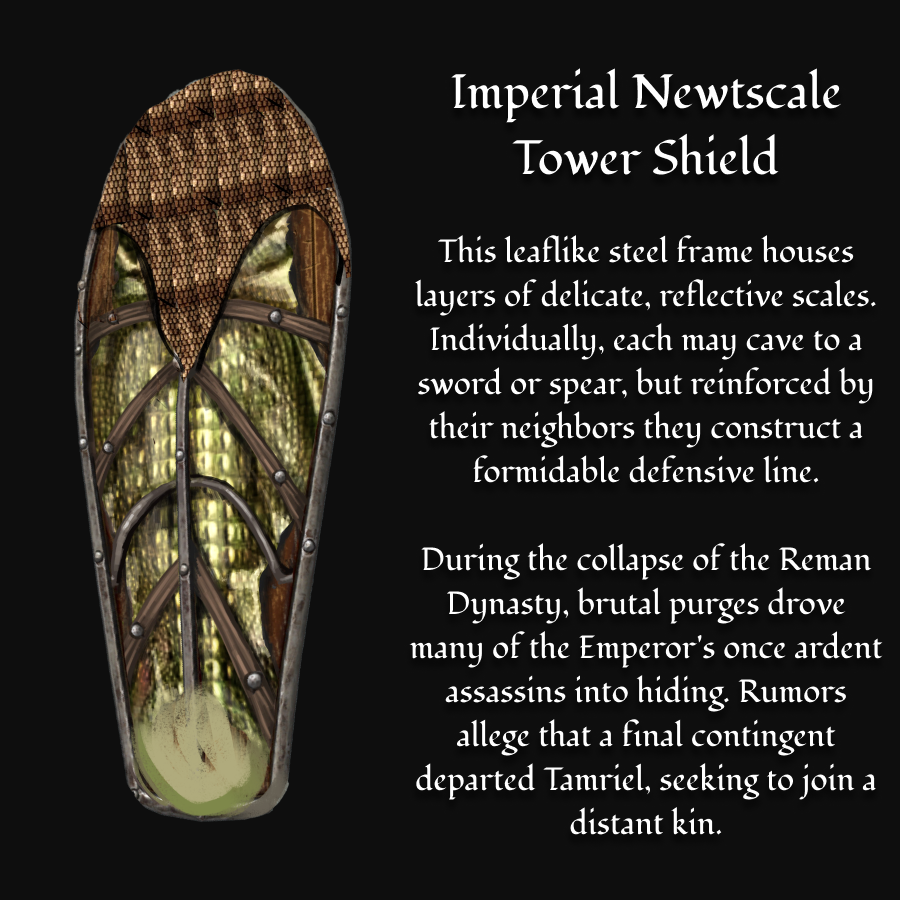 Imperial Newtscale
Tower Shield
This leaflike steel frame houses
layers of delicate, reflective scales.
Individually, each may cave to a
sword or spear, but reinforced by
their neighbors they construct a
formidable defensive line.
During the collapse of the Reman
Dynasty, brutal purges drove
many of the Emperor's once ardent
assassins into hiding. Rumors
allege that a final contingent
departed Tamriel, seeking to join a
distant kin.